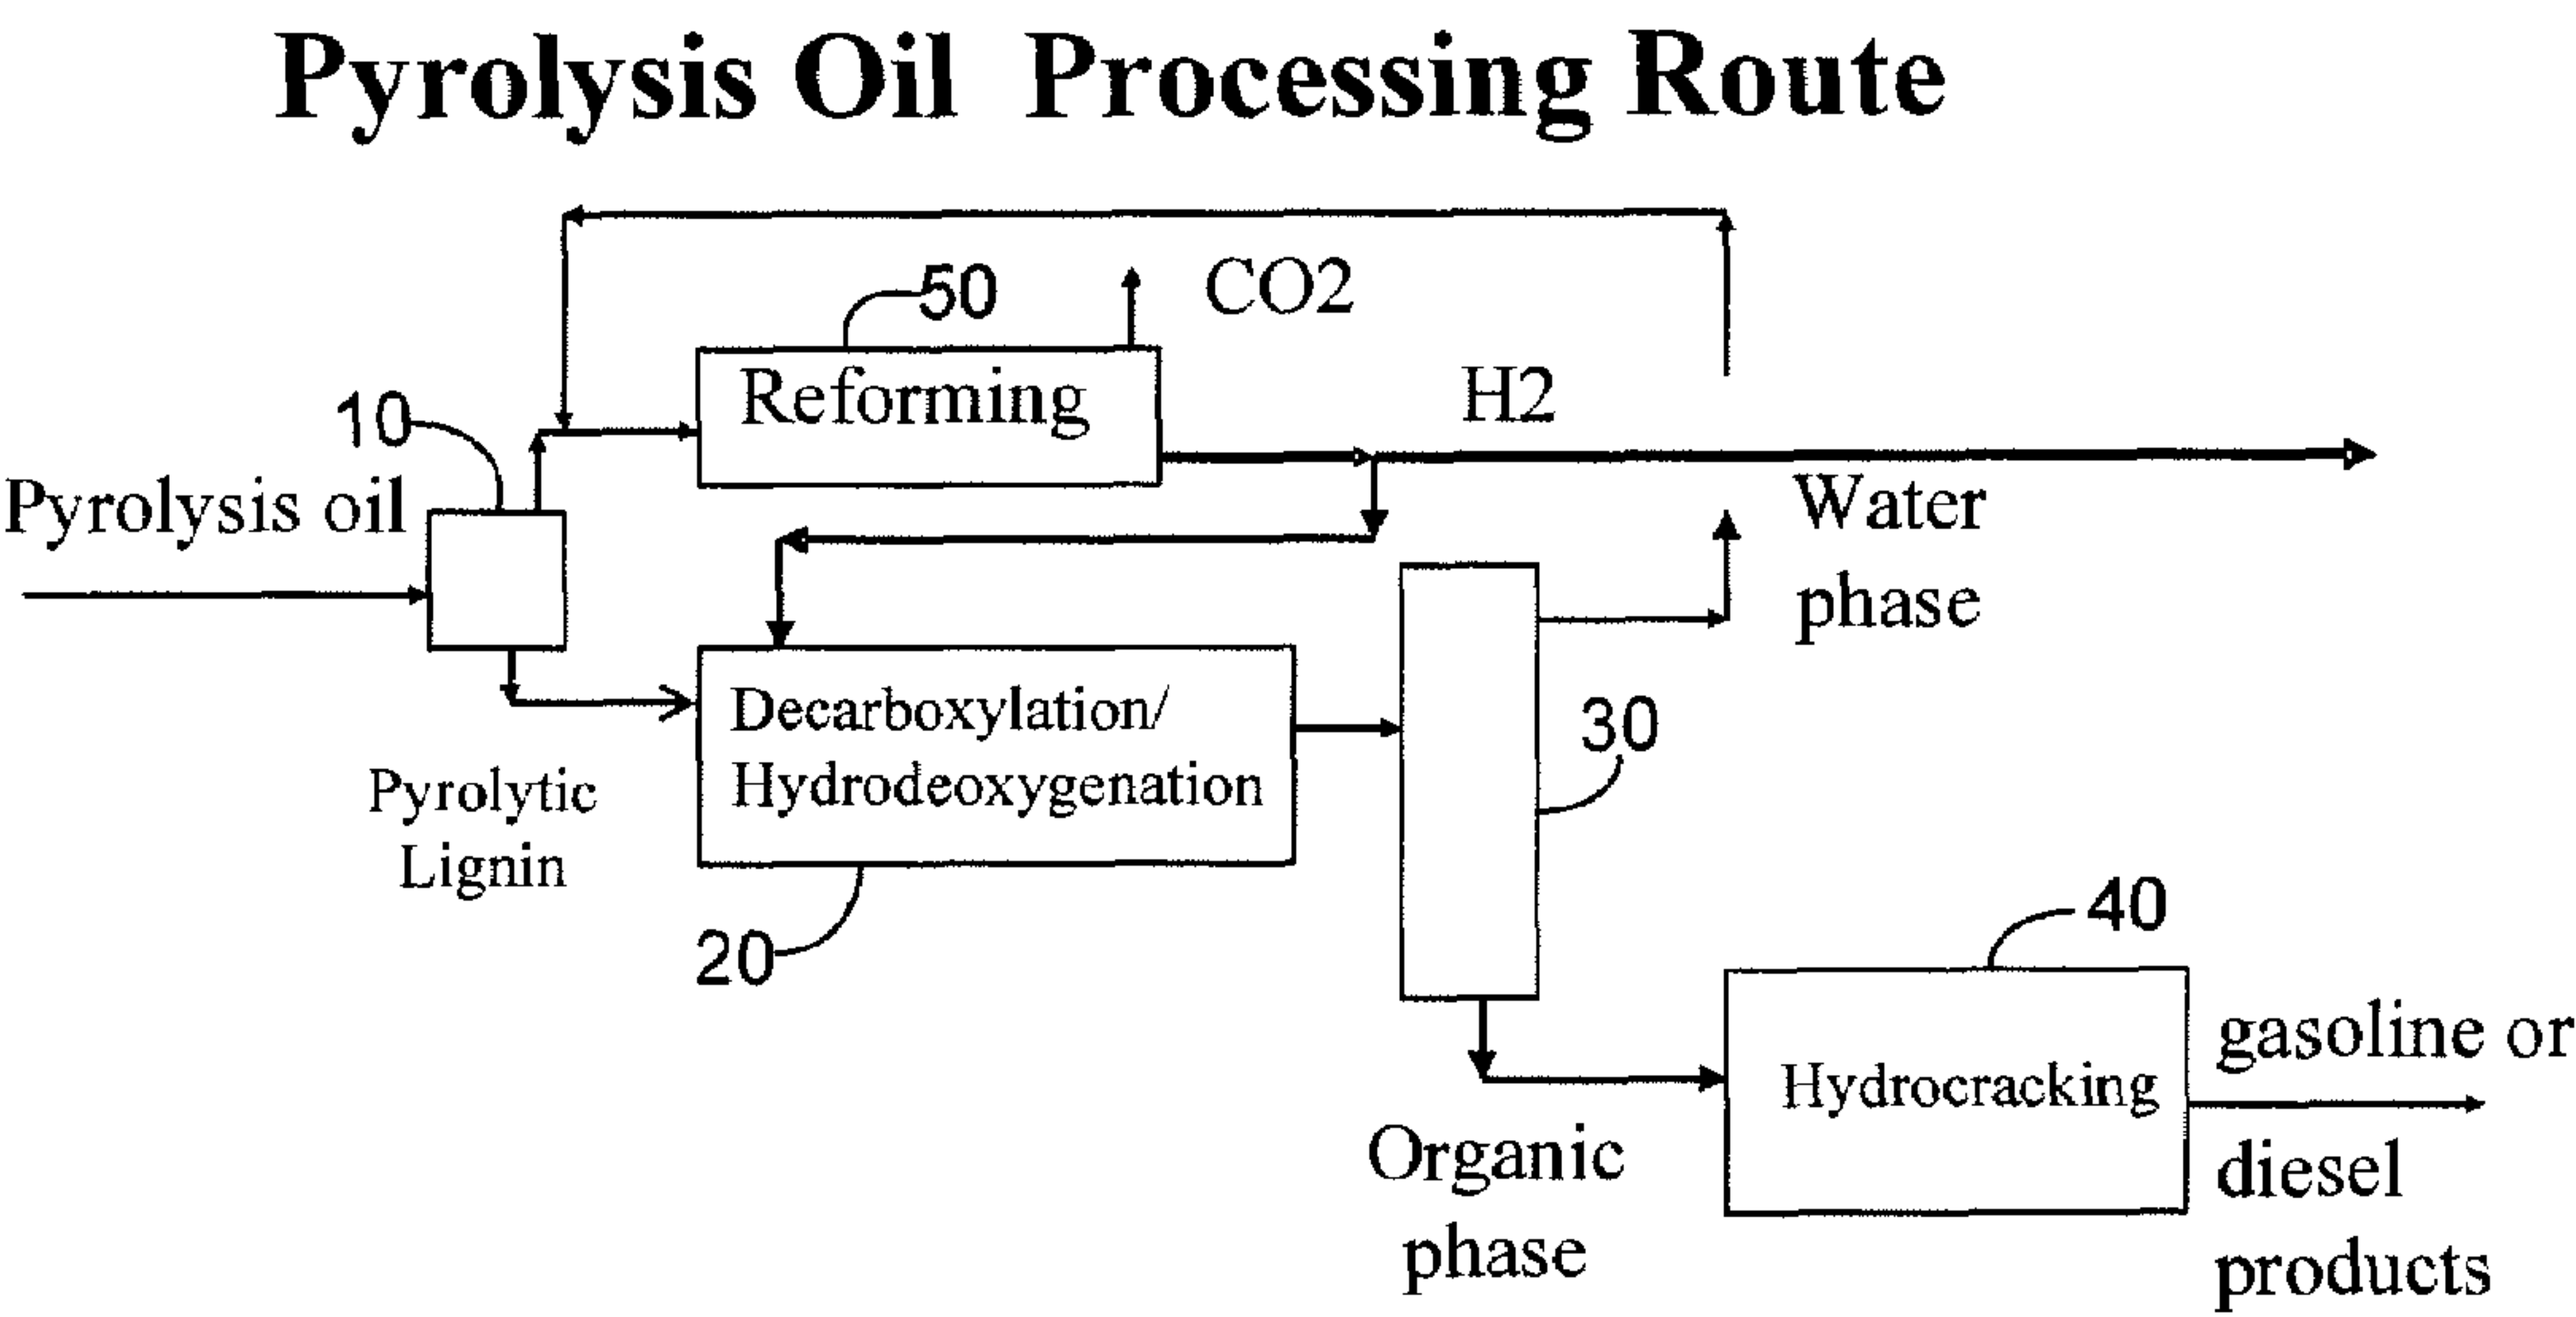 Pyrolysis Oil Processing Route
CO2
50
Reforming
H2
10
Pyrolysis oil
Water
phase
Decarboxylation/
Hydrodeoxygenation
30
Pyrolytic
Lignin
20
40
gasoline or
Hydrocracking
Organic
phase
diesel
products